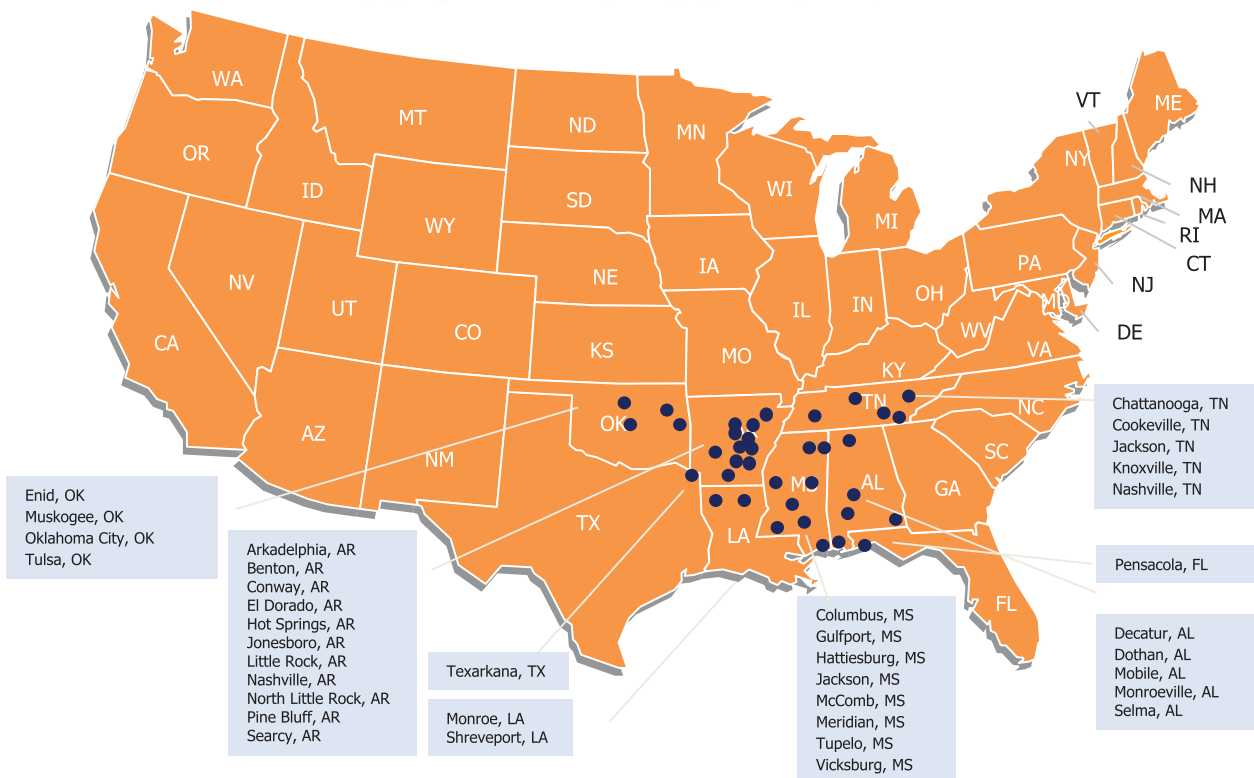 WA
OR
CA
ID
NV
MT
WY
UT
AZ
CO
NM
ND
SD
NE
KS
OK
TX
MN
IA
MO
LA
WI
IL
MI
IN
OH
KY
TN
MS
AL
GA
FL
SC
NC
VA
WV
PA
NY
MD
ME
VT
NH
MA
RI
CT
NJ
DE
Enid, OK
Muskogee, OK
Oklahoma City, OK
Tulsa, OK
Arkadelphia, AR
Benton, AR
Conway, AR
El Dorado, AR
Hot Springs, AR
Jonesboro, AR
Little Rock, AR
Nashville, AR
North Little Rock, AR
Pine Bluff, AR
Searcy, AR
Texarkana, TX
Monroe, LA
Shreveport, LA
Columbus, MS
Gulfport, MS
Hattiesburg, MS
Jackson, MS
McComb, MS
Meridian, MS
Tupelo, MS
Vicksburg, MS
Chattanooga, TN
Cookeville, TN
Jackson, TN
Knoxville, TN
Nashville, TN
Pensacola, FL
Decatur, AL
Dothan, AL
Mobile, AL
Monroeville, AL
Selma, AL